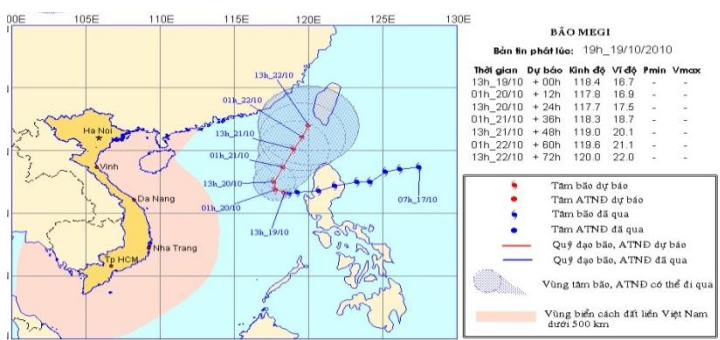 100E 105E 110E 115E 120E 125E 130E
13h_22/10
01h_22/10
13h_21/10
01h_21/10
13h_20/10
01h_20/10
13h_19/10
07h_17/10
Ha Noi
Vinh
Da Nang
Nha Trang
Tp HCM
BÃO MEGI
Bản tin phát lúc: 19h_19/10/2010
Thời gian Dự báo Kinh độ Vĩ độ Pmin Vmax
13h_19/10 + 00h 118.4 16.7 - -
01h_20/10 + 12h 117.8 16.9 - -
13h_20/10 + 24h 117.7 17.5 - -
01h_21/10 + 36h 118.3 18.7 - -
13h_21/10 + 48h 119.0 20.1 - -
01h_22/10 + 60h 119.6 21.1 - -
13h_22/10 + 72h 120.0 22.0 - -
Tâm bão dự báo
Tâm ATNĐ dự báo
Tâm bão đã qua
Tâm ATNĐ đã qua
Quỹ đạo bão, ATNĐ dự báo
Quỹ đạo bão, ATNĐ đã qua
Vùng tâm bão, ATNĐ có thể đi qua
Vùng biển cách đất liền Việt Nam
dưới 500 km